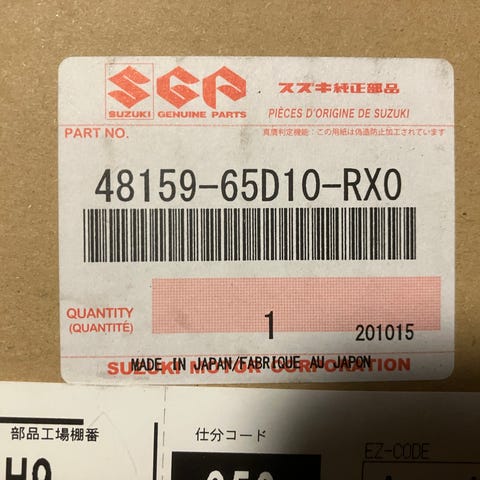 SGP スズキ純正部品
SUZUKI GENUINE PARTS PIÈCES D'ORIGINE DE SUZUKI
PART NO. 真贋判定機能：この用紙は偽造防止加工されています
48159-65D10-RX0
QUANTITY
(QUANTITÉ) 1 201015
MADE IN JAPAN/FABRIQUE AU JAPON
SUZUKI MOTOR CORPORATION
部品工場棚番 仕分コード EZ-CODE